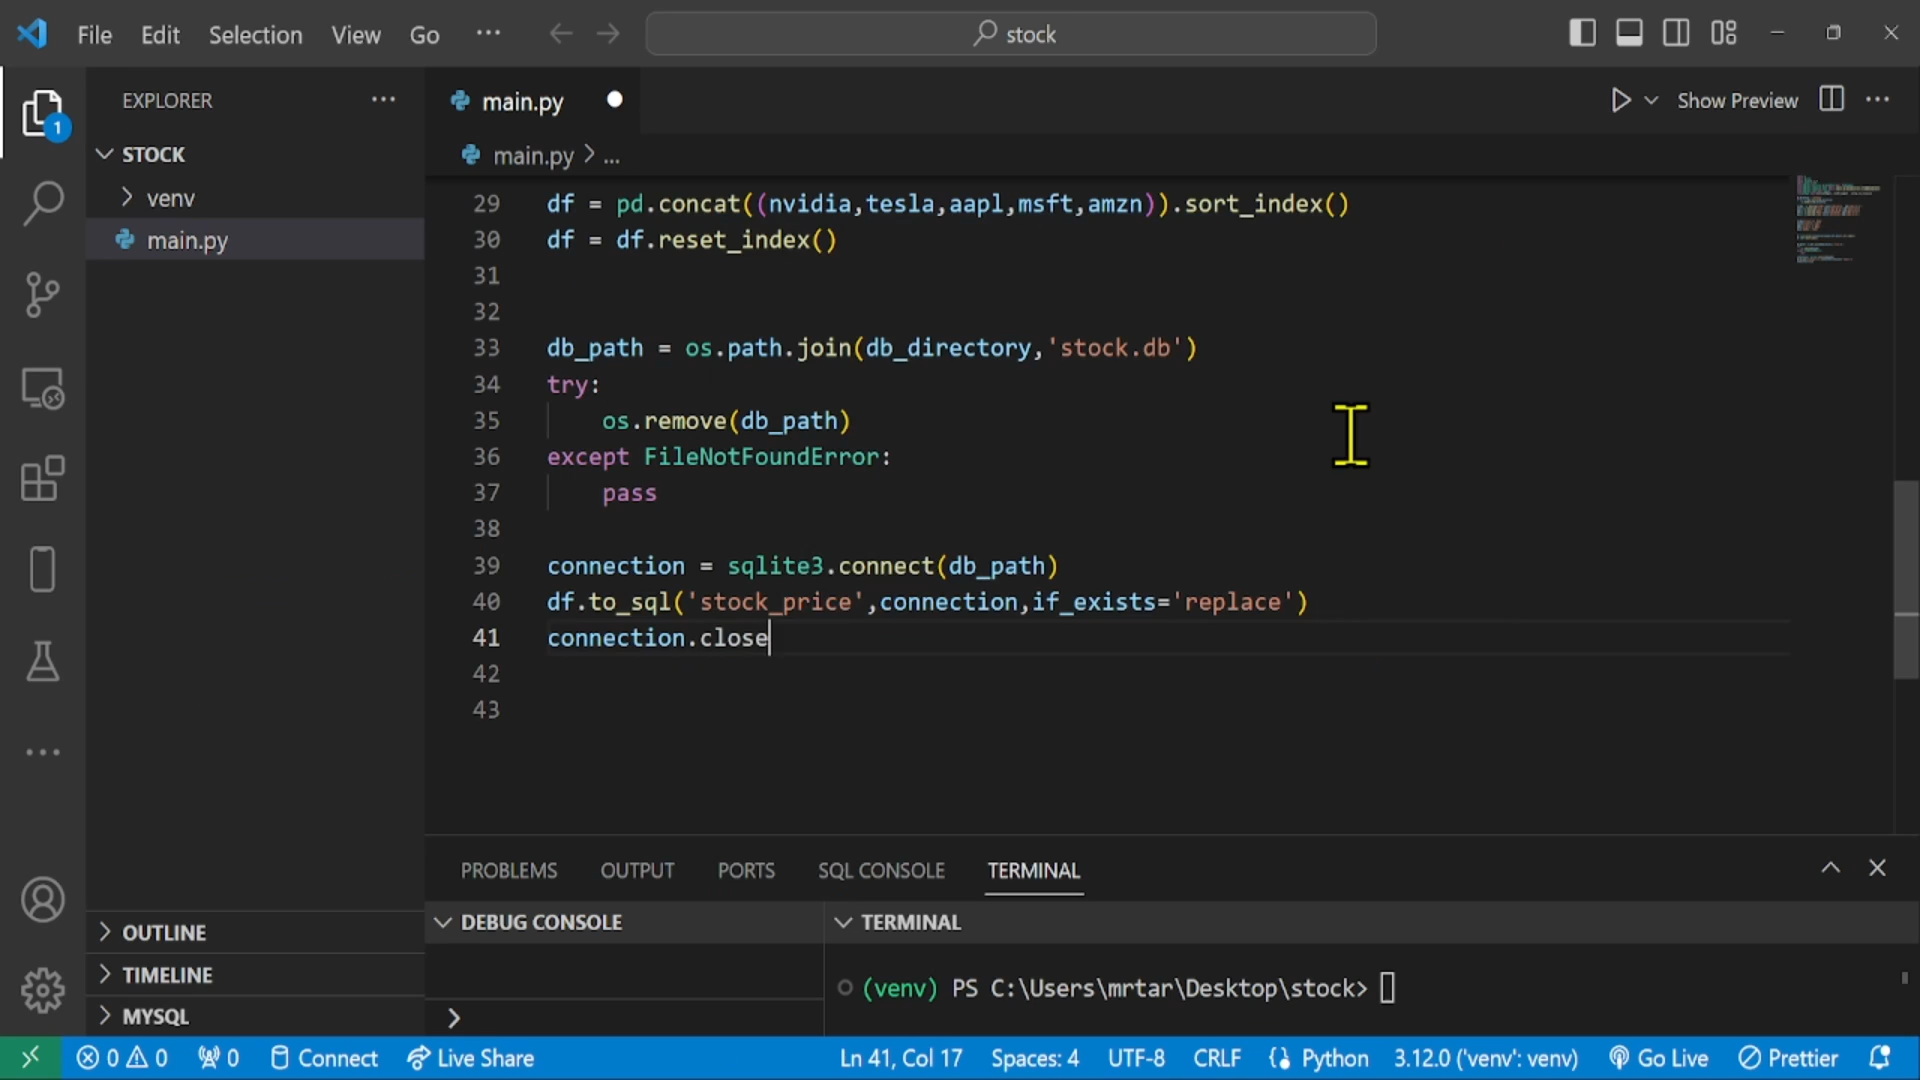 File Edit Selection View Go ··· stock
EXPLORER ···
STOCK
venv
main.py
1
main.py
Show Preview ···
main.py > ...
29 df = pd.concat((nvidia,tesla,aapl,msft,amzn)).sort_index()
30 df = df.reset_index()
31
32
33 db_path = os.path.join(db_directory,'stock.db')
34 try:
35 os.remove(db_path)
36 except FileNotFoundError:
37 pass
38
39 connection = sqlite3.connect(db_path)
40 df.to_sql('stock_price',connection,if_exists='replace')
41 connection.close
42
43
OUTLINE
TIMELINE
MYSQL
PROBLEMS OUTPUT PORTS SQL CONSOLE TERMINAL
DEBUG CONSOLE
TERMINAL
(venv) PS C:\Users\mrtar\Desktop\stock>
>
0 0 0 Connect Live Share Ln 41, Col 17 Spaces: 4 UTF-8 CRLF Python 3.12.0 ('venv': venv) Go Live Prettier